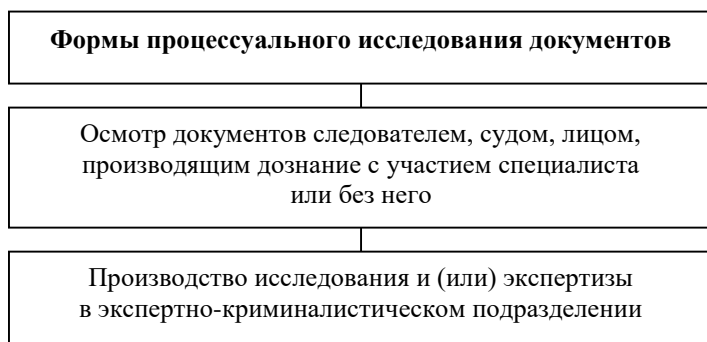 Формы процессуального исследования документов
Осмотр документов следователем, судом, лицом,
производящим дознание с участием специалиста
или без него
Производство исследования и (или) экспертизы
в экспертно-криминалистическом подразделении